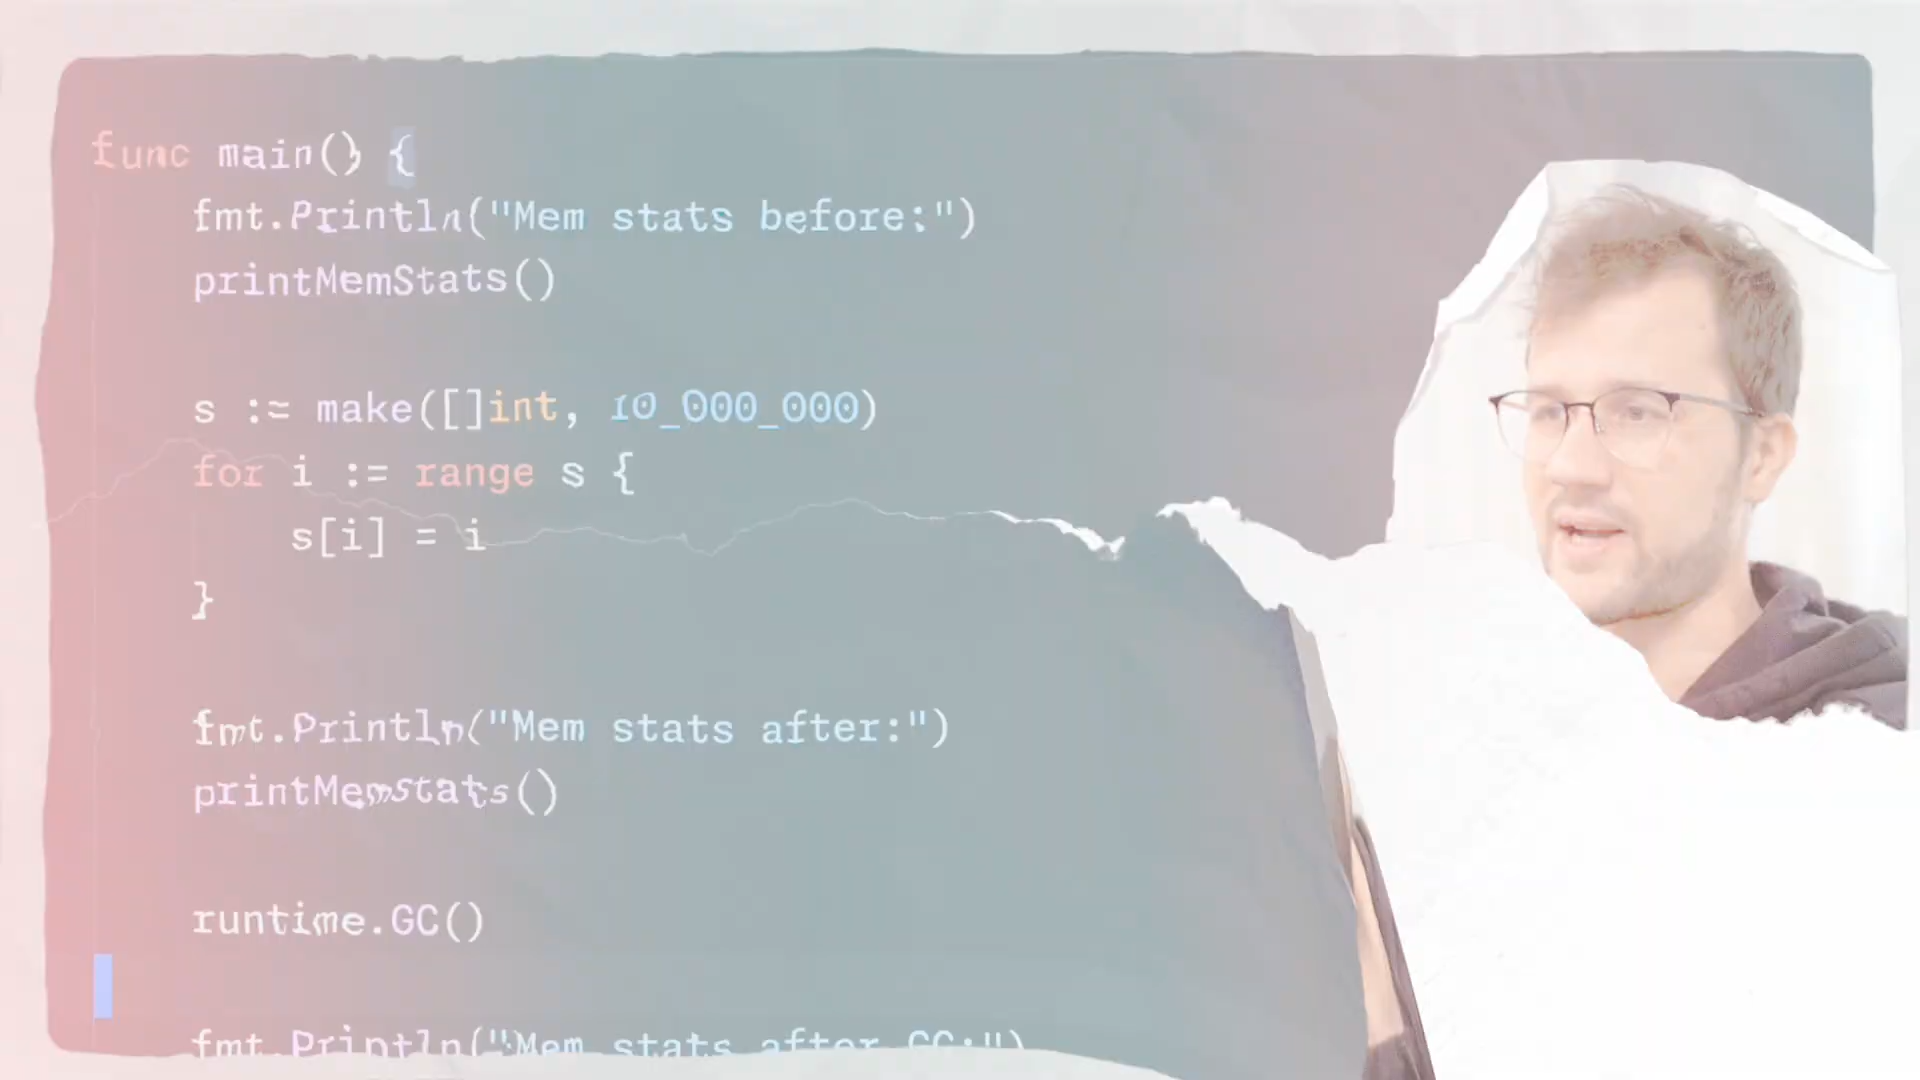 func main() {
fmt.Println("Mem stats before:")
printMemStats()
s := make([]int, 10_000_000)
for i := range s {
s[i] = i
}
fmt.Println("Mem stats after:")
printMemStats()
runtime.GC()
fmt.Println("Mem stats after GC:")